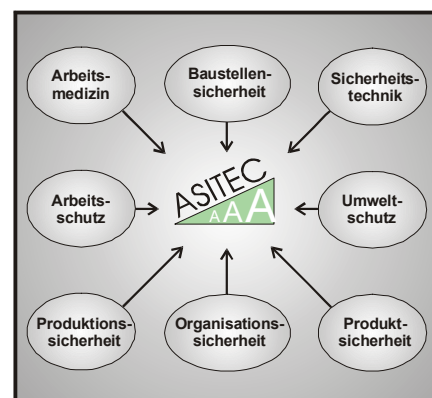 Arbeits-
medizin
Baustellen-
sicherheit
Sicherheits-
technik
Arbeits-
schutz
ASITEC
AAA
Umwelt-
schutz
Produktions-
sicherheit
Organisations-
sicherheit
Produkt-
sicherheit